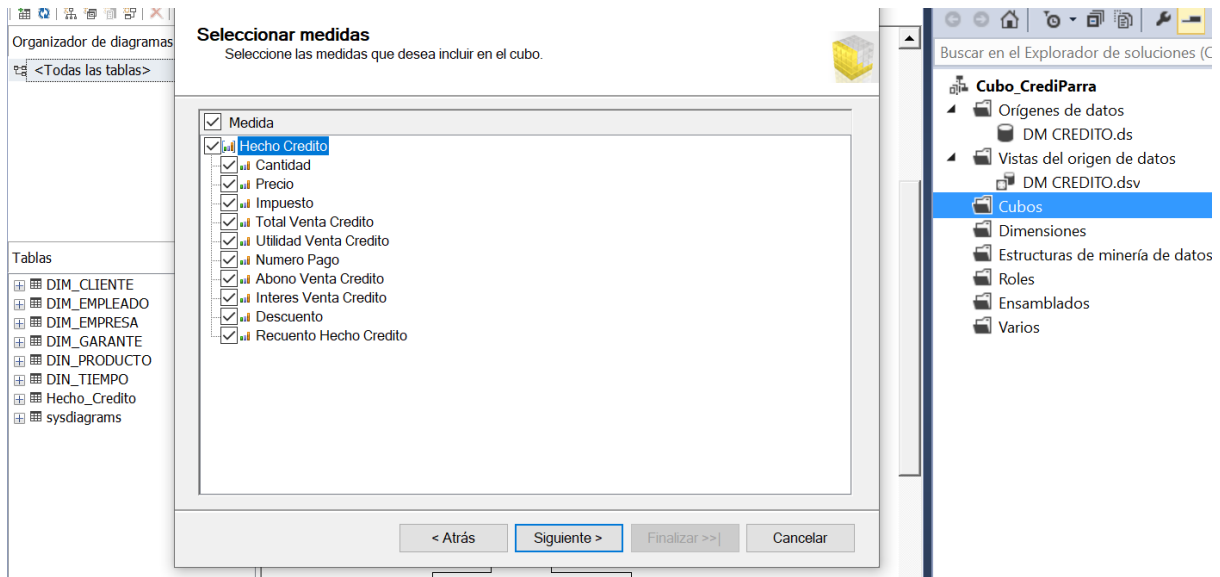 Organizador de diagramas
<Todas las tablas>
Tablas
DIM_CLIENTE
DIM_EMPLEADO
DIM_EMPRESA
DIM_GARANTE
DIN_PRODUCTO
DIN_TIEMPO
Hecho_Credito
sysdiagrams
Seleccionar medidas
Seleccione las medidas que desea incluir en el cubo.
Medida
Hecho Credito
Cantidad
Precio
Impuesto
Total Venta Credito
Utilidad Venta Credito
Numero Pago
Abono Venta Credito
Interes Venta Credito
Descuento
Recuento Hecho Credito
< Atrás
Siguiente >
Finalizar >>|
Cancelar
Buscar en el Explorador de soluciones (C
Cubo_CrediParra
Orígenes de datos
DM CREDITO.ds
Vistas del origen de datos
DM CREDITO.dsv
Cubos
Dimensiones
Estructuras de minería de datos
Roles
Ensamblados
Varios